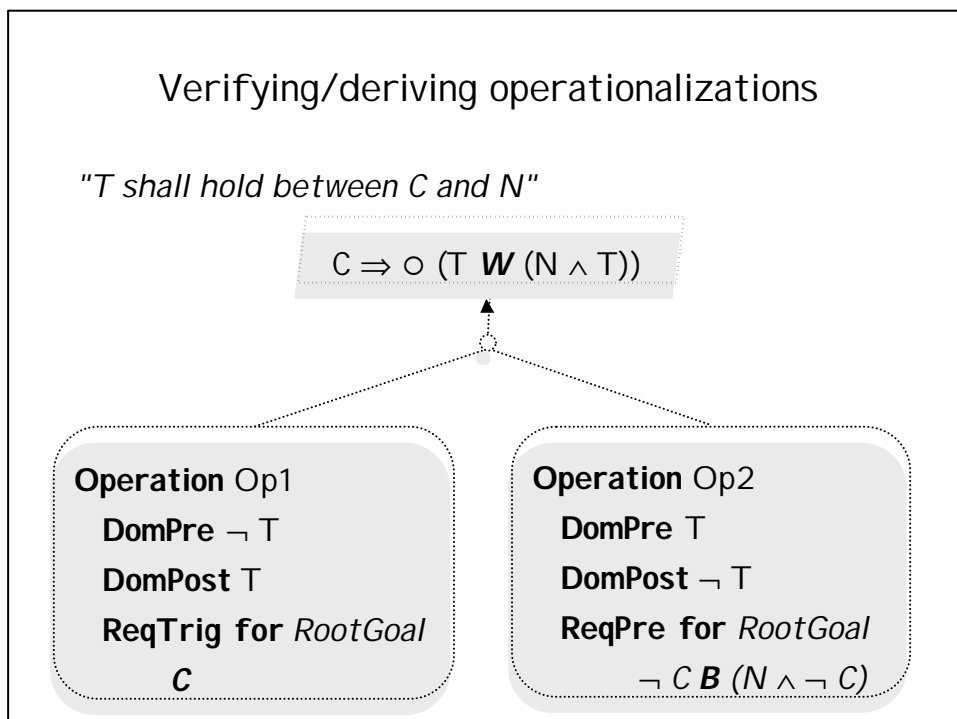 Verifying/deriving operationalizations
"T shall hold between C and N"
C ⇒ ○ (T W (N ∧ T))
Operation Op1
DomPre ¬ T
DomPost T
ReqTrig for RootGoal
C
Operation Op2
DomPre T
DomPost ¬ T
ReqPre for RootGoal
¬ C B (N ∧ ¬ C)